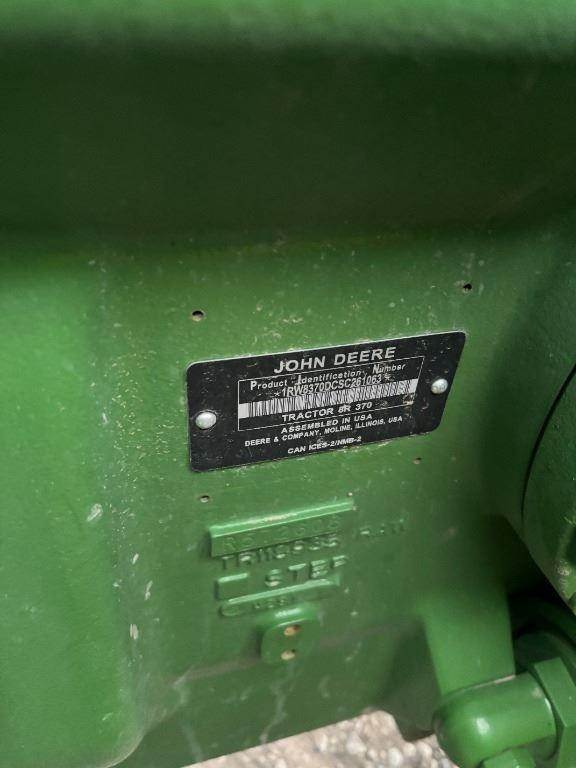 JOHN DEERE
Product Identification Number
*1RW8370DCSC261063*
TRACTOR 8R 370
ASSEMBLED IN USA
DEERE & COMPANY, MOLINE, ILLINOIS, USA
CAN ICES-2/NMB-2
STEP